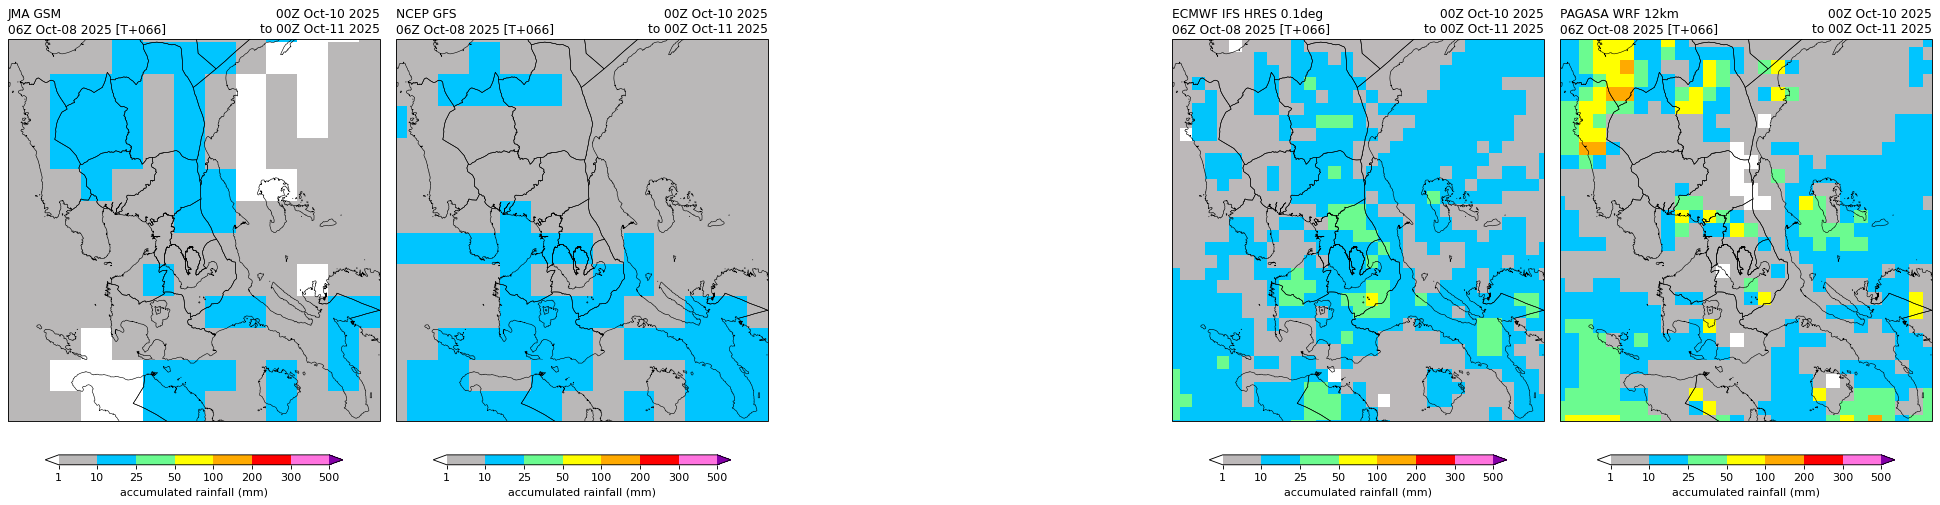 JMA GSM 00Z Oct-10 2025
06Z Oct-08 2025 [T+066] to 00Z Oct-11 2025
1 10 25 50 100 200 300 500
accumulated rainfall (mm)
NCEP GFS 00Z Oct-10 2025
06Z Oct-08 2025 [T+066] to 00Z Oct-11 2025
1 10 25 50 100 200 300 500
accumulated rainfall (mm)
ECMWF IFS HRES 0.1deg 00Z Oct-10 2025
06Z Oct-08 2025 [T+066] to 00Z Oct-11 2025
1 10 25 50 100 200 300 500
accumulated rainfall (mm)
PAGASA WRF 12km 00Z Oct-10 2025
06Z Oct-08 2025 [T+066] to 00Z Oct-11 2025
1 10 25 50 100 200 300 500
accumulated rainfall (mm)